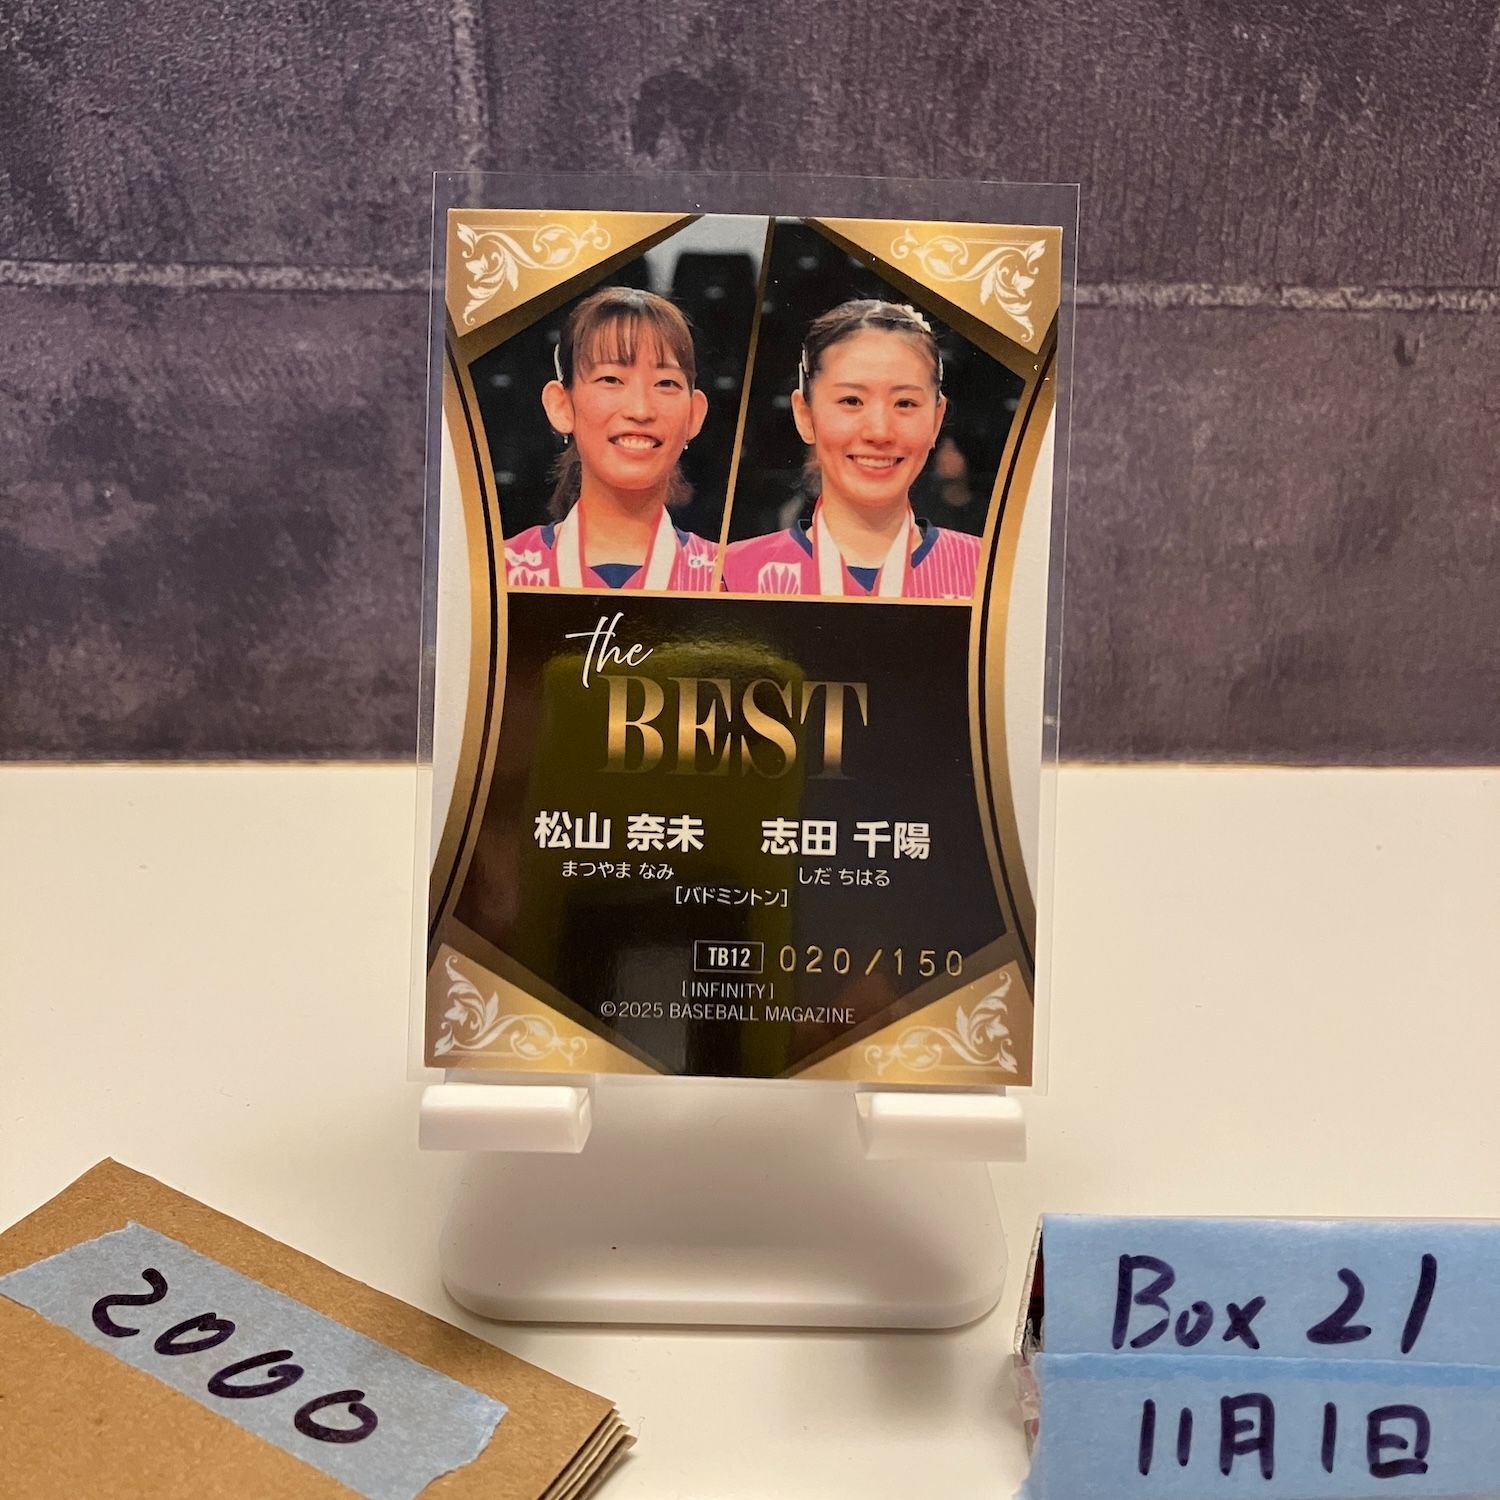 the
BEST
松山 奈未 志田 千陽
まつやま なみ しだ ちはる
[バドミントン]
TB12 020/150
[INFINITY]
©2025 BASEBALL MAGAZINE
2000
Box 21
11月1日